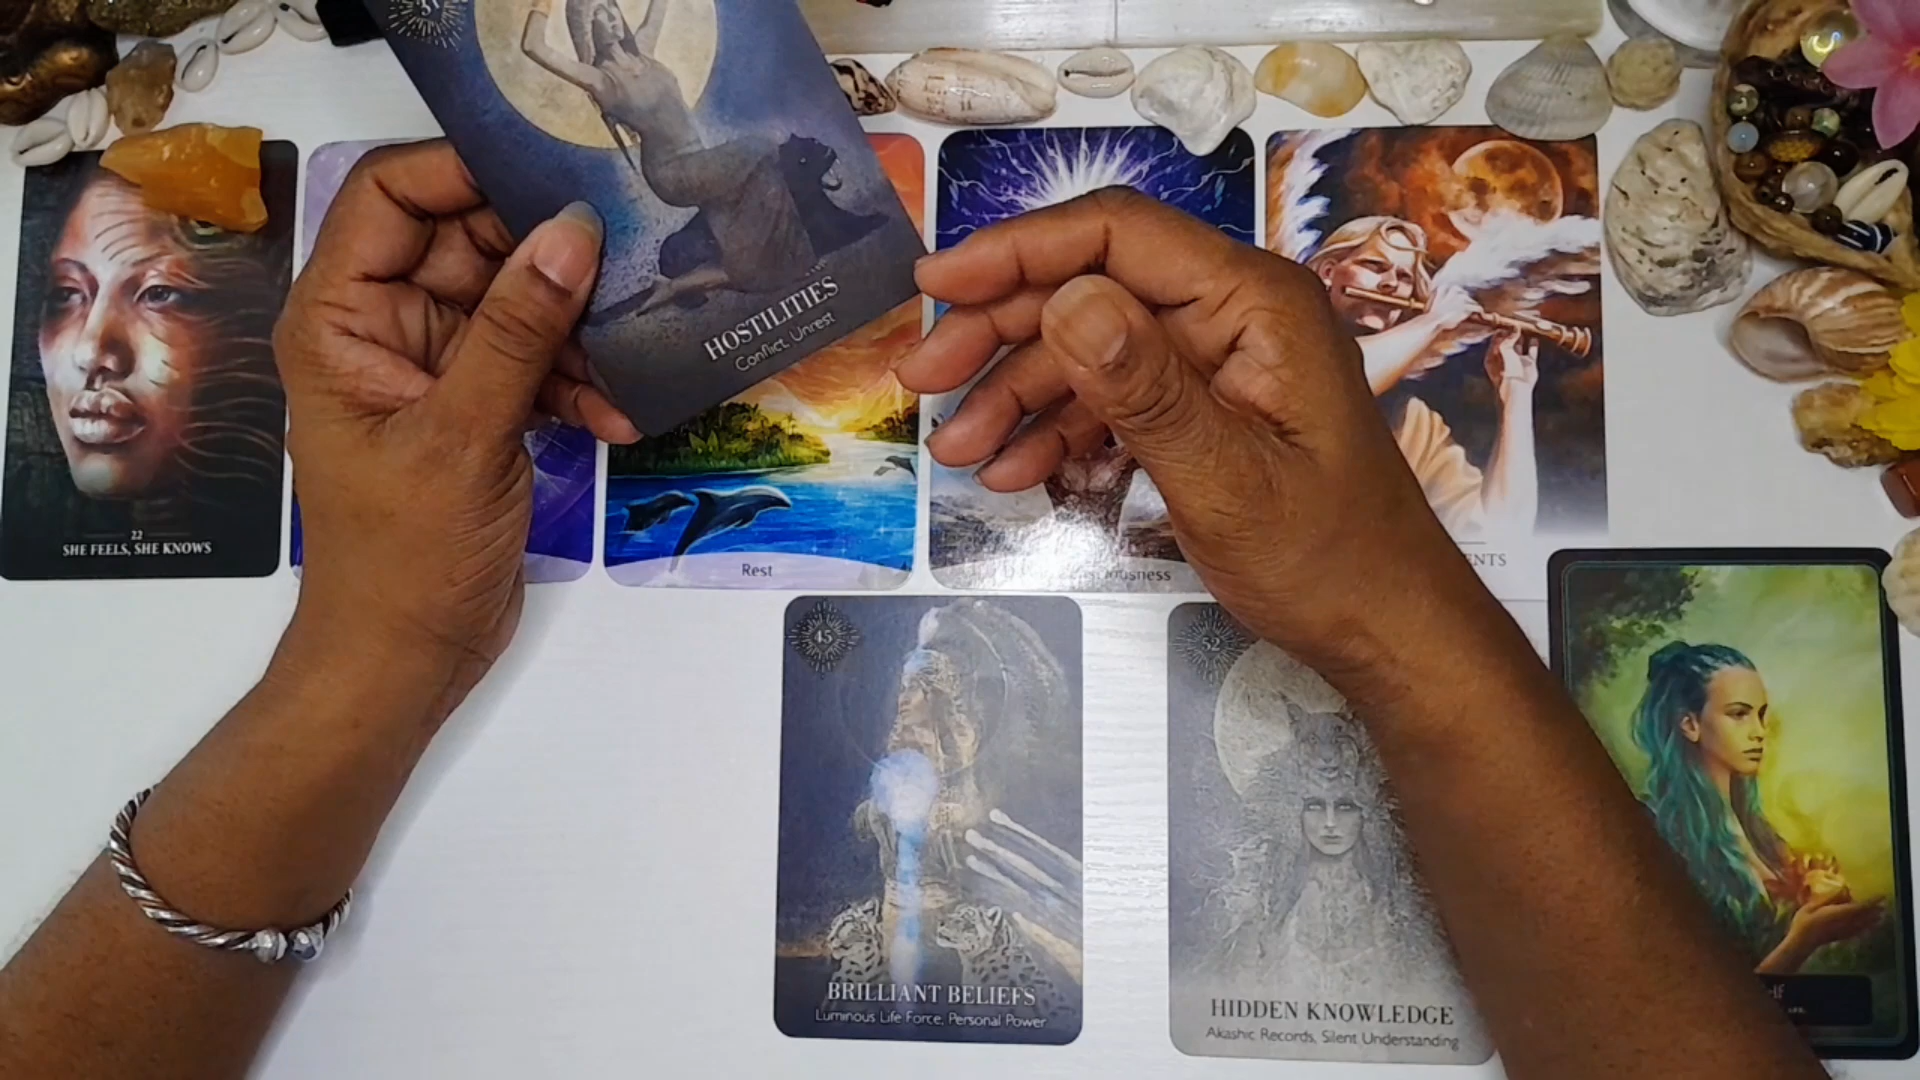 31
HOSTILITIES
Conflict, Unrest
22
SHE FEELS, SHE KNOWS
Rest
45
BRILLIANT BELIEFS
Luminous Life Force, Personal Power
52
HIDDEN KNOWLEDGE
Akashic Records, Silent Understanding